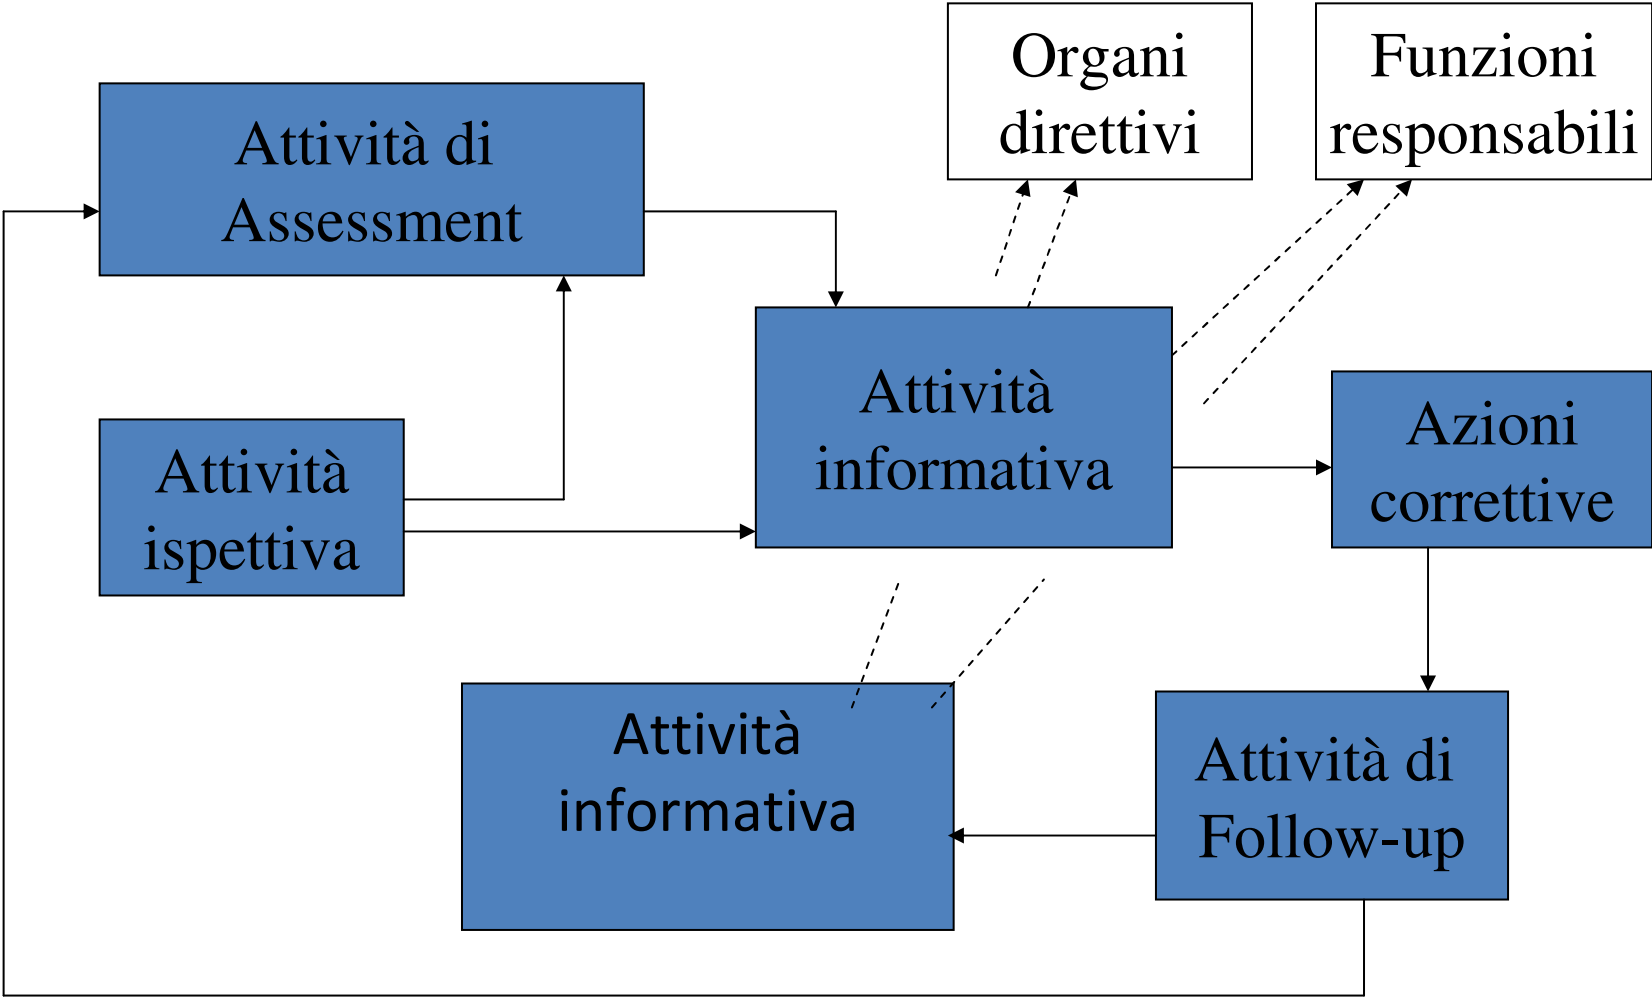 Organi
direttivi
Funzioni
responsabili
Attività di
Assessment
Attività
informativa
Azioni
correttive
Attività
ispettiva
Attività
informativa
Attività di
Follow-up